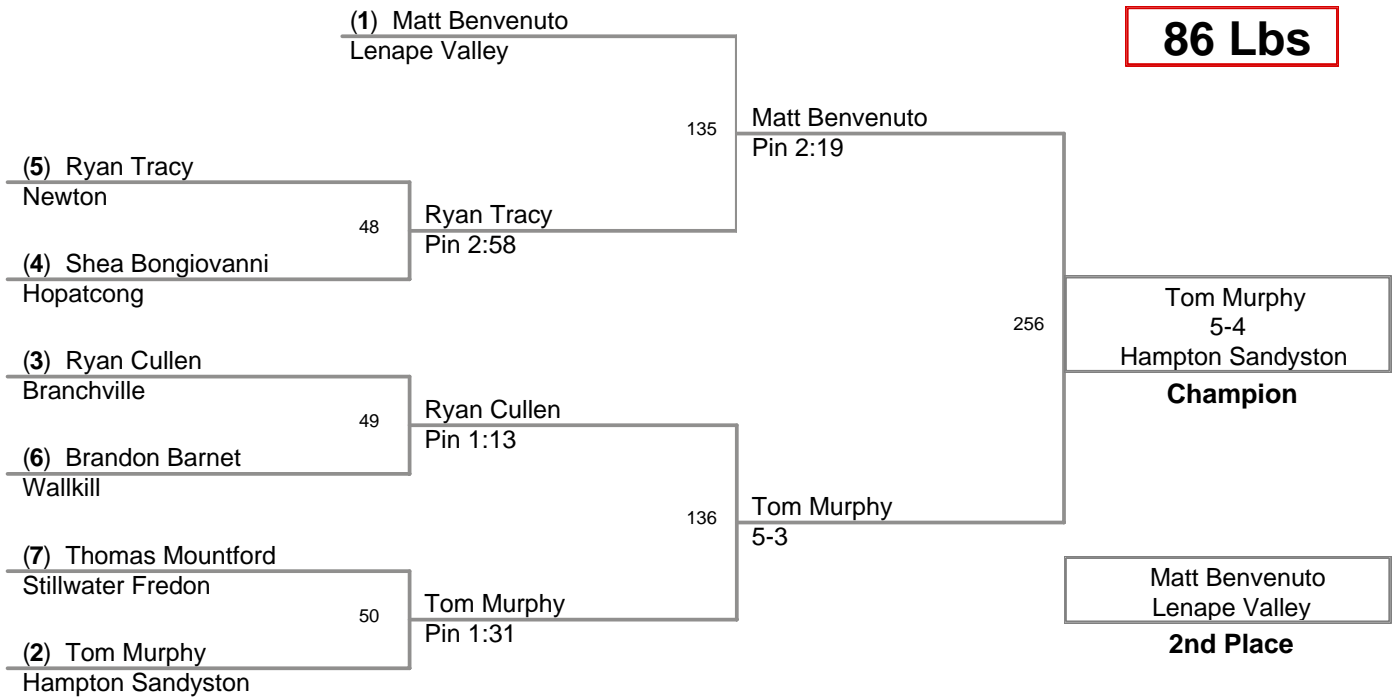 (1) Matt Benvenuto
Lenape Valley
86 Lbs
135
Matt Benvenuto
Pin 2:19
(5) Ryan Tracy
Newton
48
Ryan Tracy
Pin 2:58
(4) Shea Bongiovanni
Hopatcong
256
Tom Murphy
5-4
Hampton Sandyston
Champion
(3) Ryan Cullen
Branchville
49
Ryan Cullen
Pin 1:13
(6) Brandon Barnet
Wallkill
136
Tom Murphy
5-3
(7) Thomas Mountford
Stillwater Fredon
50
Tom Murphy
Pin 1:31
(2) Tom Murphy
Hampton Sandyston
Matt Benvenuto
Lenape Valley
2nd Place